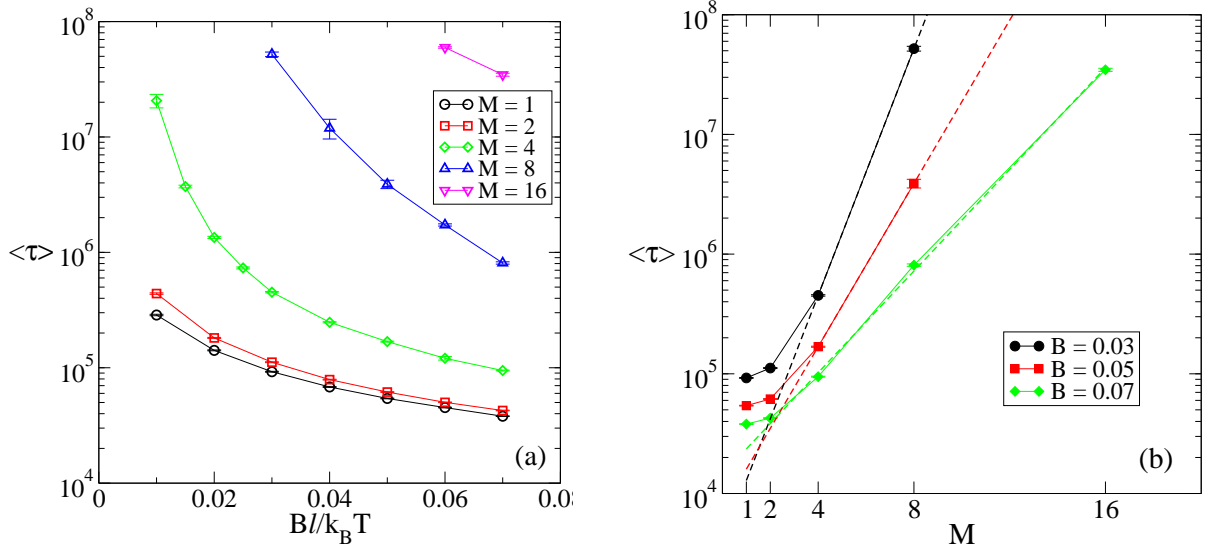 10^8
10^7
10^6
10^5
10^4
<τ>
0
0.02
0.04
0.06
0.08
Bl/k_BT
M = 1
M = 2
M = 4
M = 8
M = 16
(a)
10^8
10^7
10^6
10^5
10^4
<τ>
1
2
4
8
16
M
B = 0.03
B = 0.05
B = 0.07
(b)